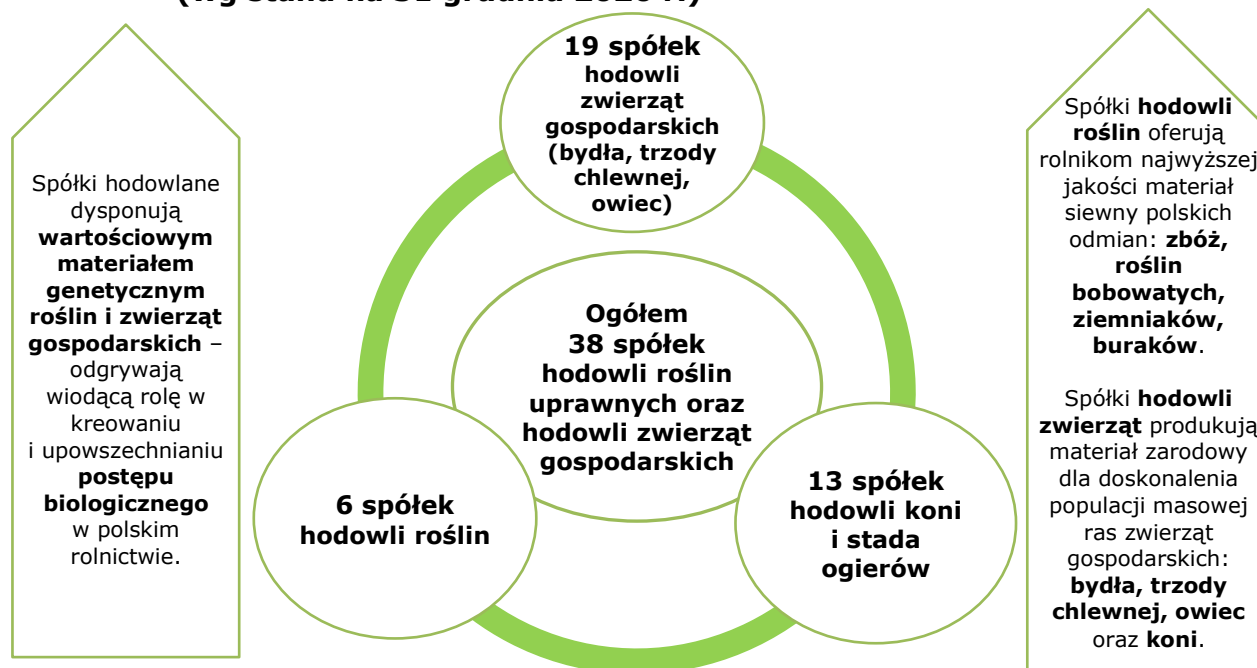 19 spółek
hodowli
zwierząt
gospodarskich
(bydła, trzody
chlewnej,
owiec)
Spółki hodowlane
dysponują
wartościowym
materiałem
genetycznym
roślin i zwierząt
gospodarskich –
odgrywają
wiodącą rolę w
kreowaniu
i upowszechnianiu
postępu
biologicznego
w polskim
rolnictwie.
Ogółem
38 spółek
hodowli roślin
uprawnych oraz
hodowli zwierząt
gospodarskich
6 spółek
hodowli roślin
13 spółek
hodowli koni
i stada
ogierów
Spółki hodowli
roślin oferują
rolnikom najwyższej
jakości materiał
siewny polskich
odmian: zbóż,
roślin
bobowatych,
ziemniaków,
buraków.
Spółki hodowli
zwierząt produkują
materiał zarodowy
dla doskonalenia
populacji masowej
ras zwierząt
gospodarskich:
bydła, trzody
chlewnej, owiec
oraz koni.